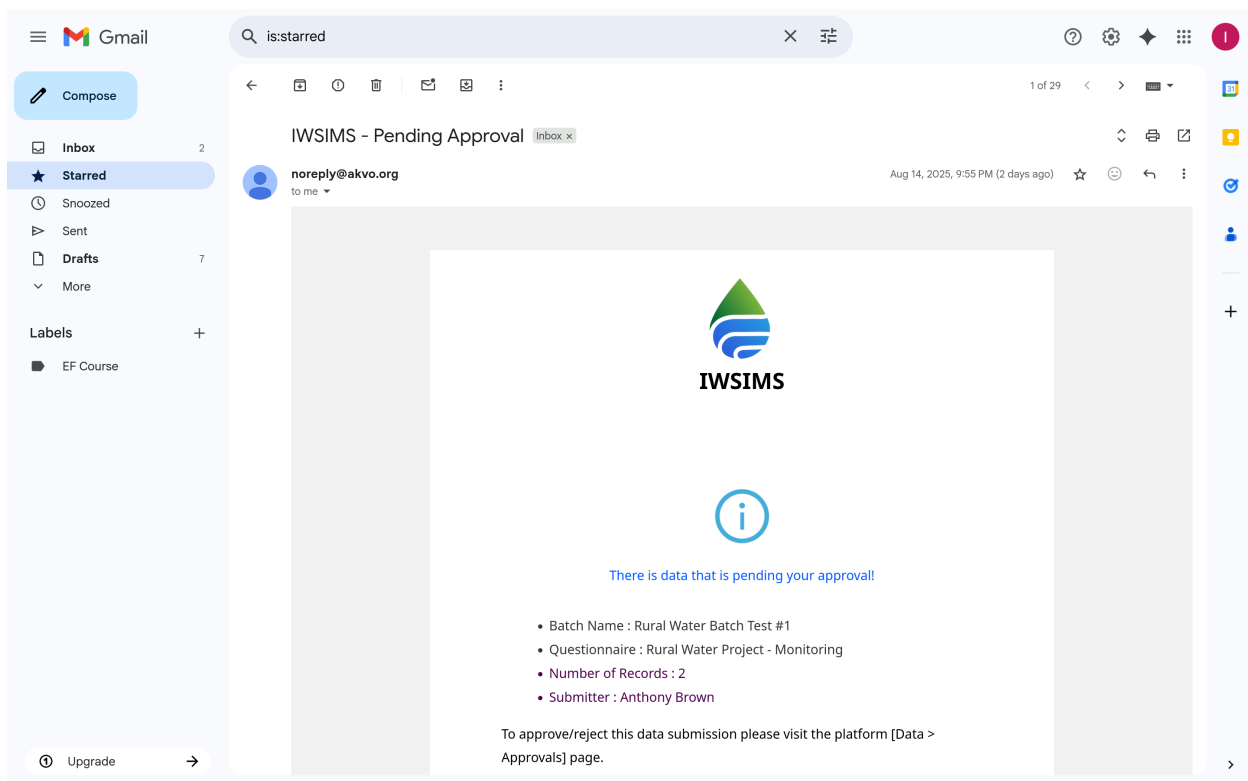 Gmail
is:starred
Compose
1 of 29
Inbox 2
Starred
Snoozed
Sent
Drafts 7
More
Labels
EF Course
Upgrade
IWSIMS - Pending Approval Inbox ×
noreply@akvo.org
Aug 14, 2025, 9:55 PM (2 days ago)
to me
IWSIMS
There is data that is pending your approval!
• Batch Name : Rural Water Batch Test #1
• Questionnaire : Rural Water Project - Monitoring
• Number of Records : 2
• Submitter : Anthony Brown
To approve/reject this data submission please visit the platform [Data >
Approvals] page.
I
31